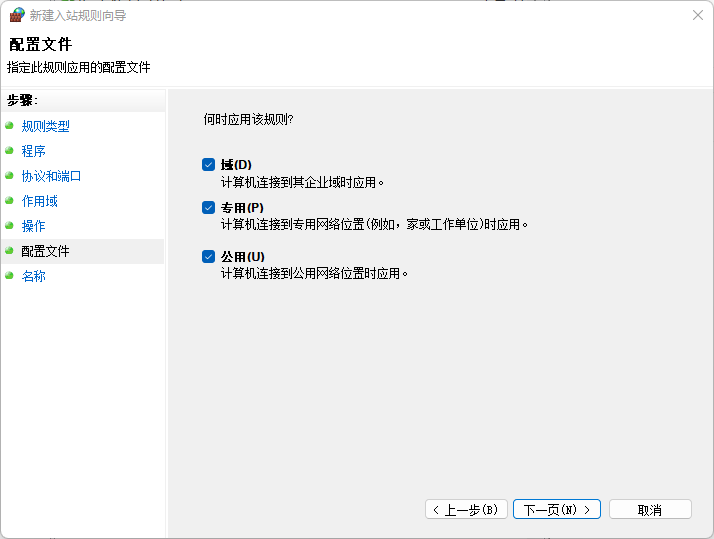 新建入站规则向导
配置文件
指定此规则应用的配置文件
步骤:
规则类型
程序
协议和端口
作用域
操作
配置文件
名称
何时应用该规则?
域(D)
计算机连接到其企业域时应用。
专用(P)
计算机连接到专用网络位置(例如，家或工作单位)时应用。
公用(U)
计算机连接到公用网络位置时应用。
< 上一步(B)
下一页(N) >
取消